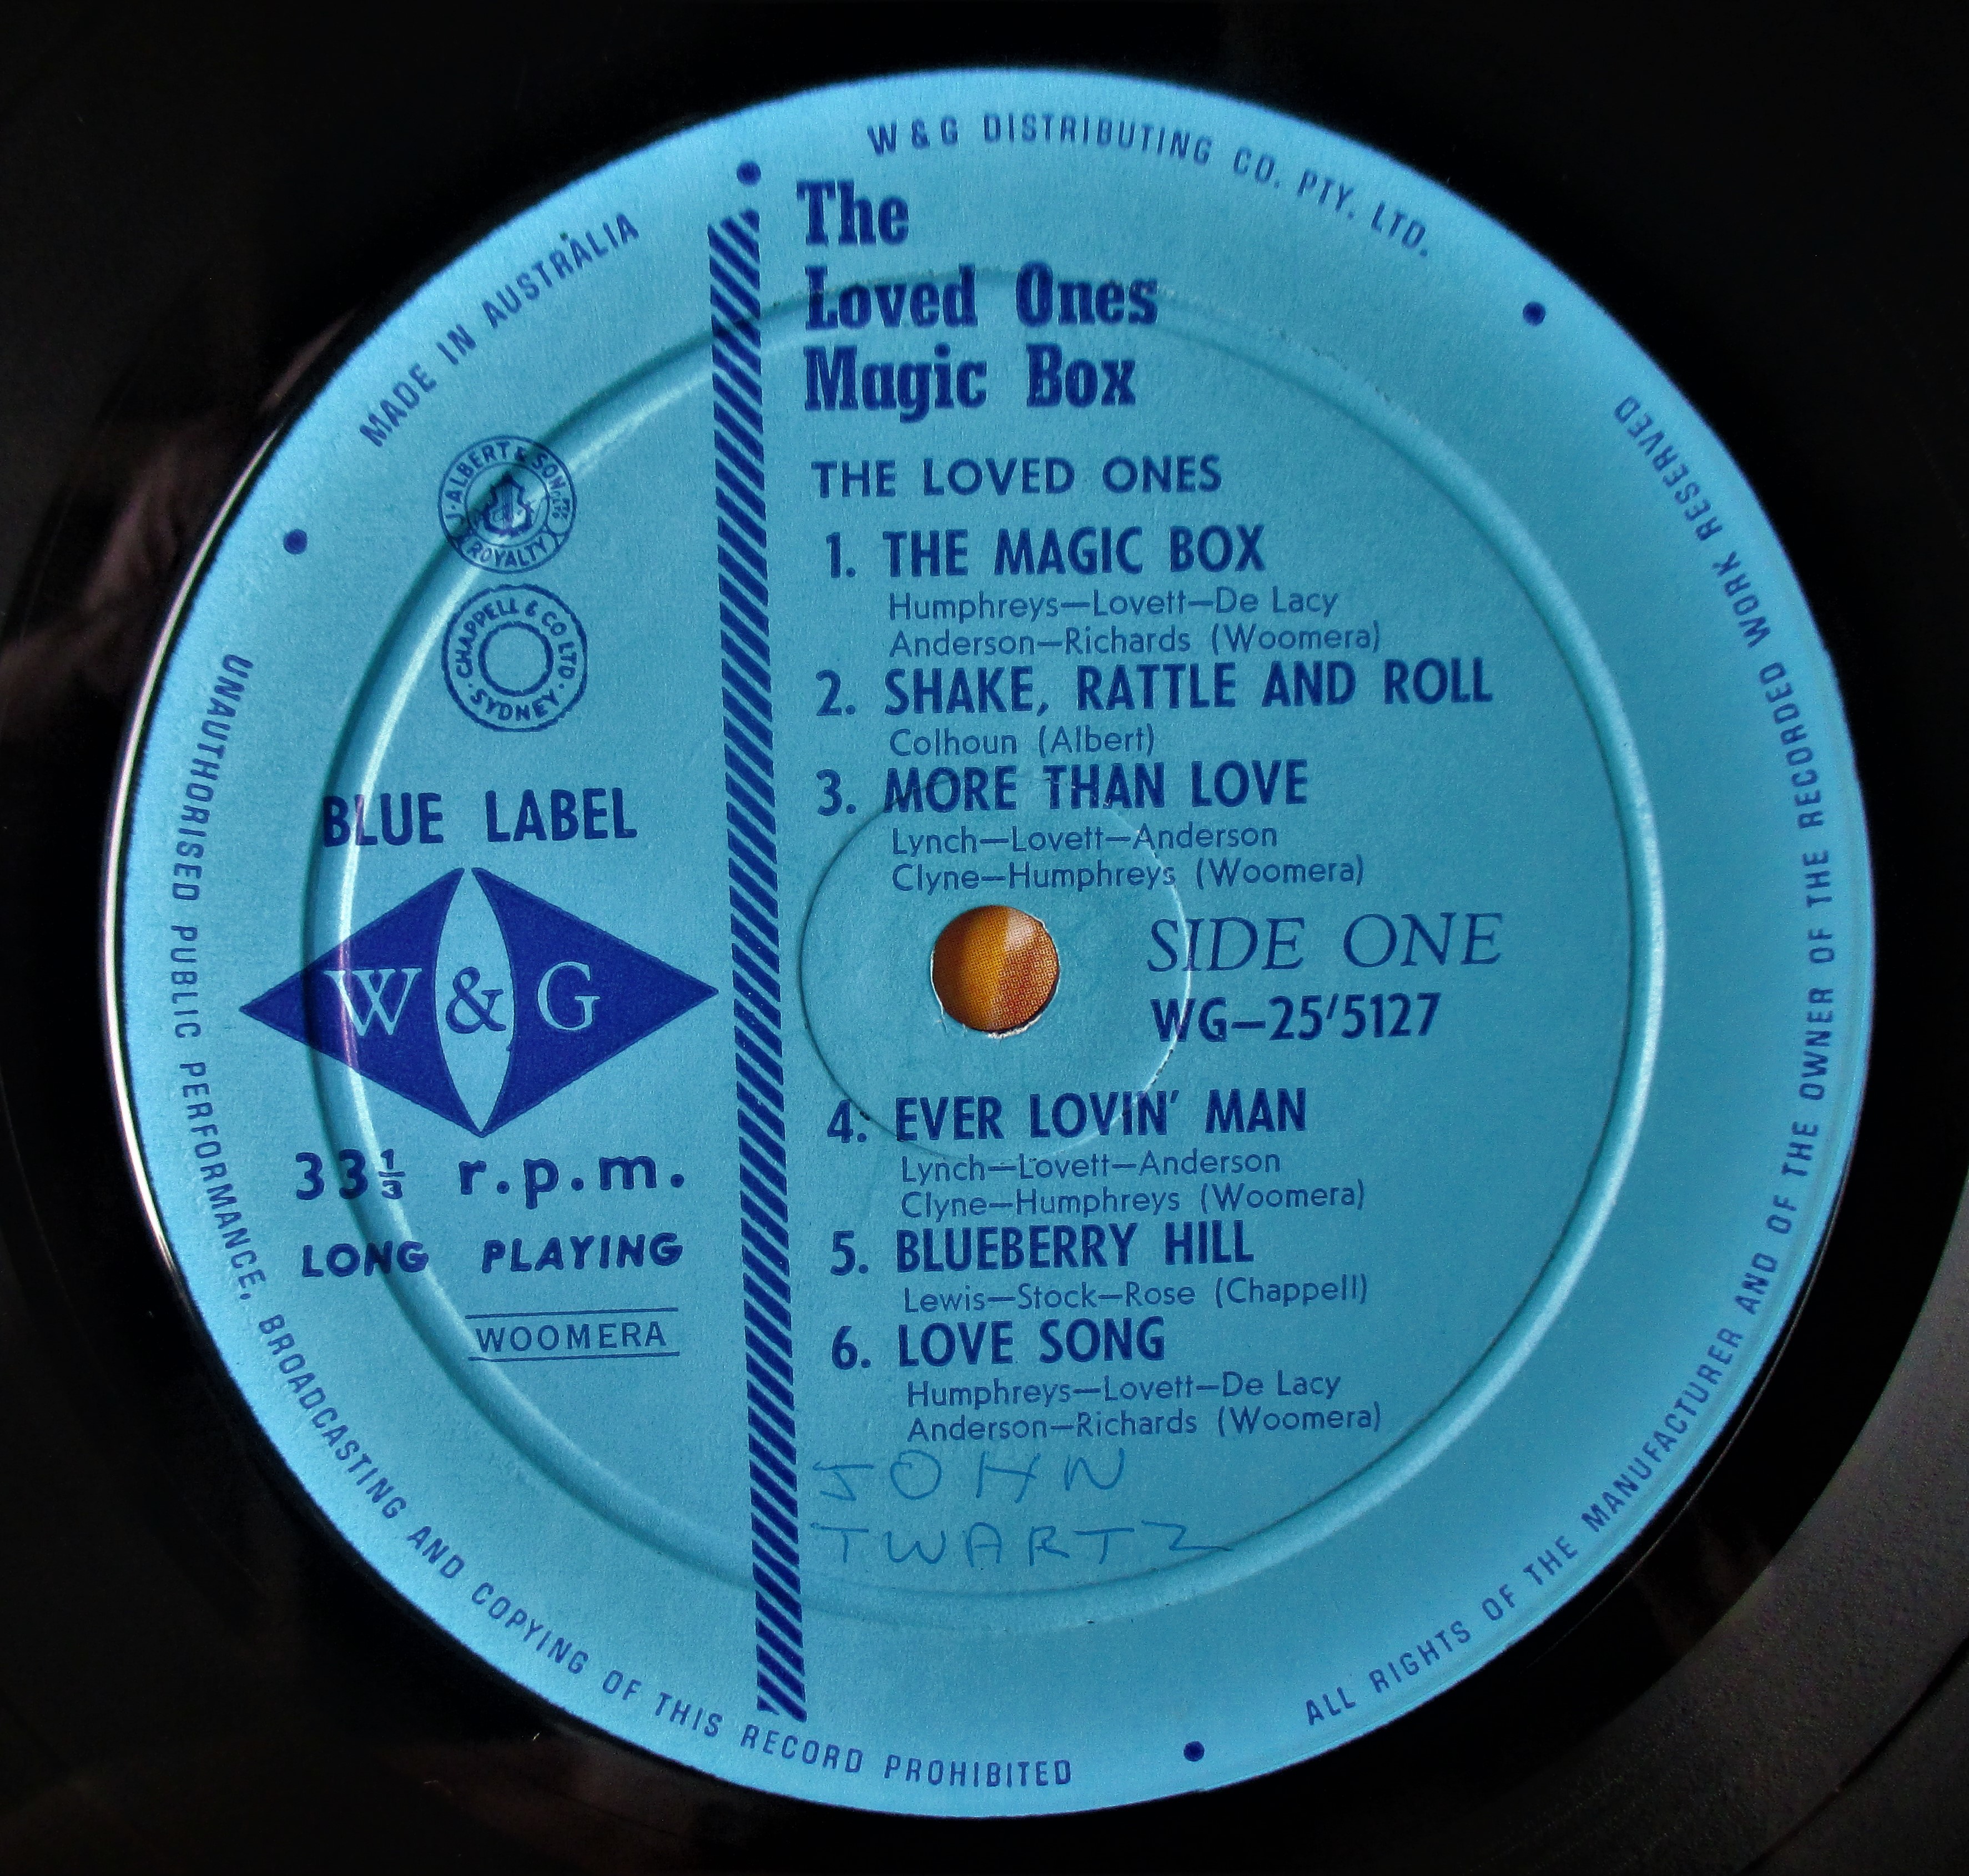 W & G DISTRIBUTING CO. PTY. LTD.
MADE IN AUSTRALIA
The
Loved Ones
Magic Box
THE LOVED ONES
1. THE MAGIC BOX
Humphreys—Lovett—De Lacy
Anderson—Richards (Woomera)
2. SHAKE, RATTLE AND ROLL
Colhoun (Albert)
3. MORE THAN LOVE
Lynch—Lovett—Anderson
Clyne—Humphreys (Woomera)
SIDE ONE
WG—25/5127
4. EVER LOVIN' MAN
Lynch—Lovett—Anderson
Clyne—Humphreys (Woomera)
5. BLUEBERRY HILL
Lewis—Stock—Rose (Chappell)
6. LOVE SONG
Humphreys—Lovett—De Lacy
Anderson—Richards (Woomera)
JOHN
TWARTZ
J. ALBERT & SON
ROYALTY
CHAPPELL & CO LTD.
SYDNEY
BLUE LABEL
W & G
33⅓ r.p.m.
LONG PLAYING
WOOMERA
UNAUTHORISED PUBLIC PERFORMANCE, BROADCASTING AND COPYING OF THIS RECORD PROHIBITED
ALL RIGHTS OF THE MANUFACTURER AND OF THE OWNER OF THE RECORDED WORK RESERVED